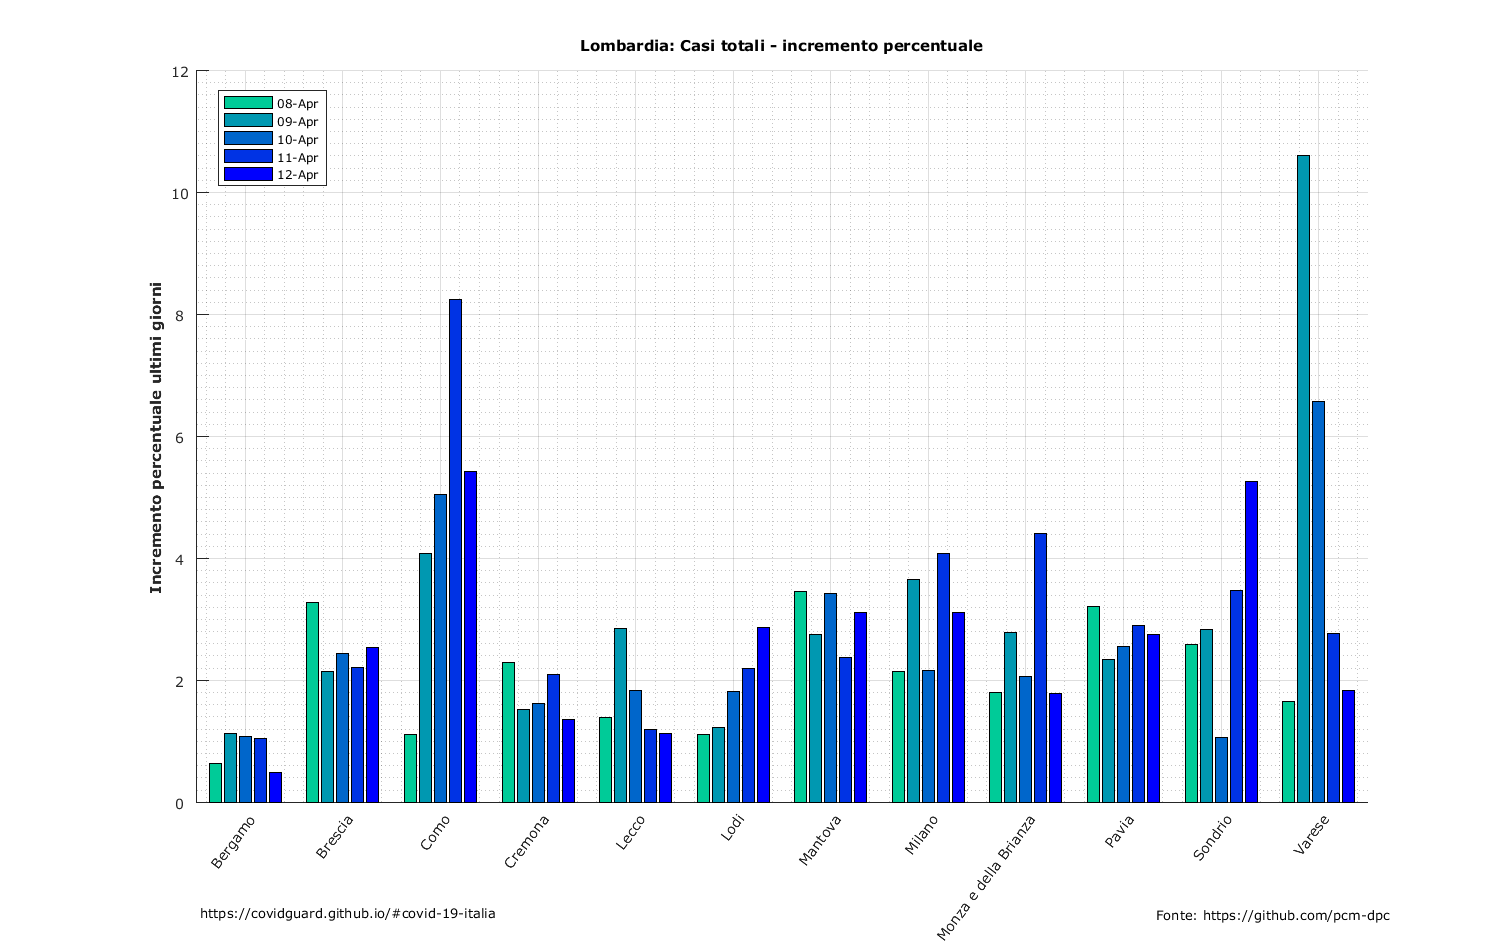 Lombardia: Casi totali - incremento percentuale
12
10
8
6
4
2
0
Incremento percentuale ultimi giorni
08-Apr
09-Apr
10-Apr
11-Apr
12-Apr
Bergamo
Brescia
Como
Cremona
Lecco
Lodi
Mantova
Milano
Monza e della Brianza
Pavia
Sondrio
Varese
https://covidguard.github.io/#covid-19-italia
Fonte: https://github.com/pcm-dpc